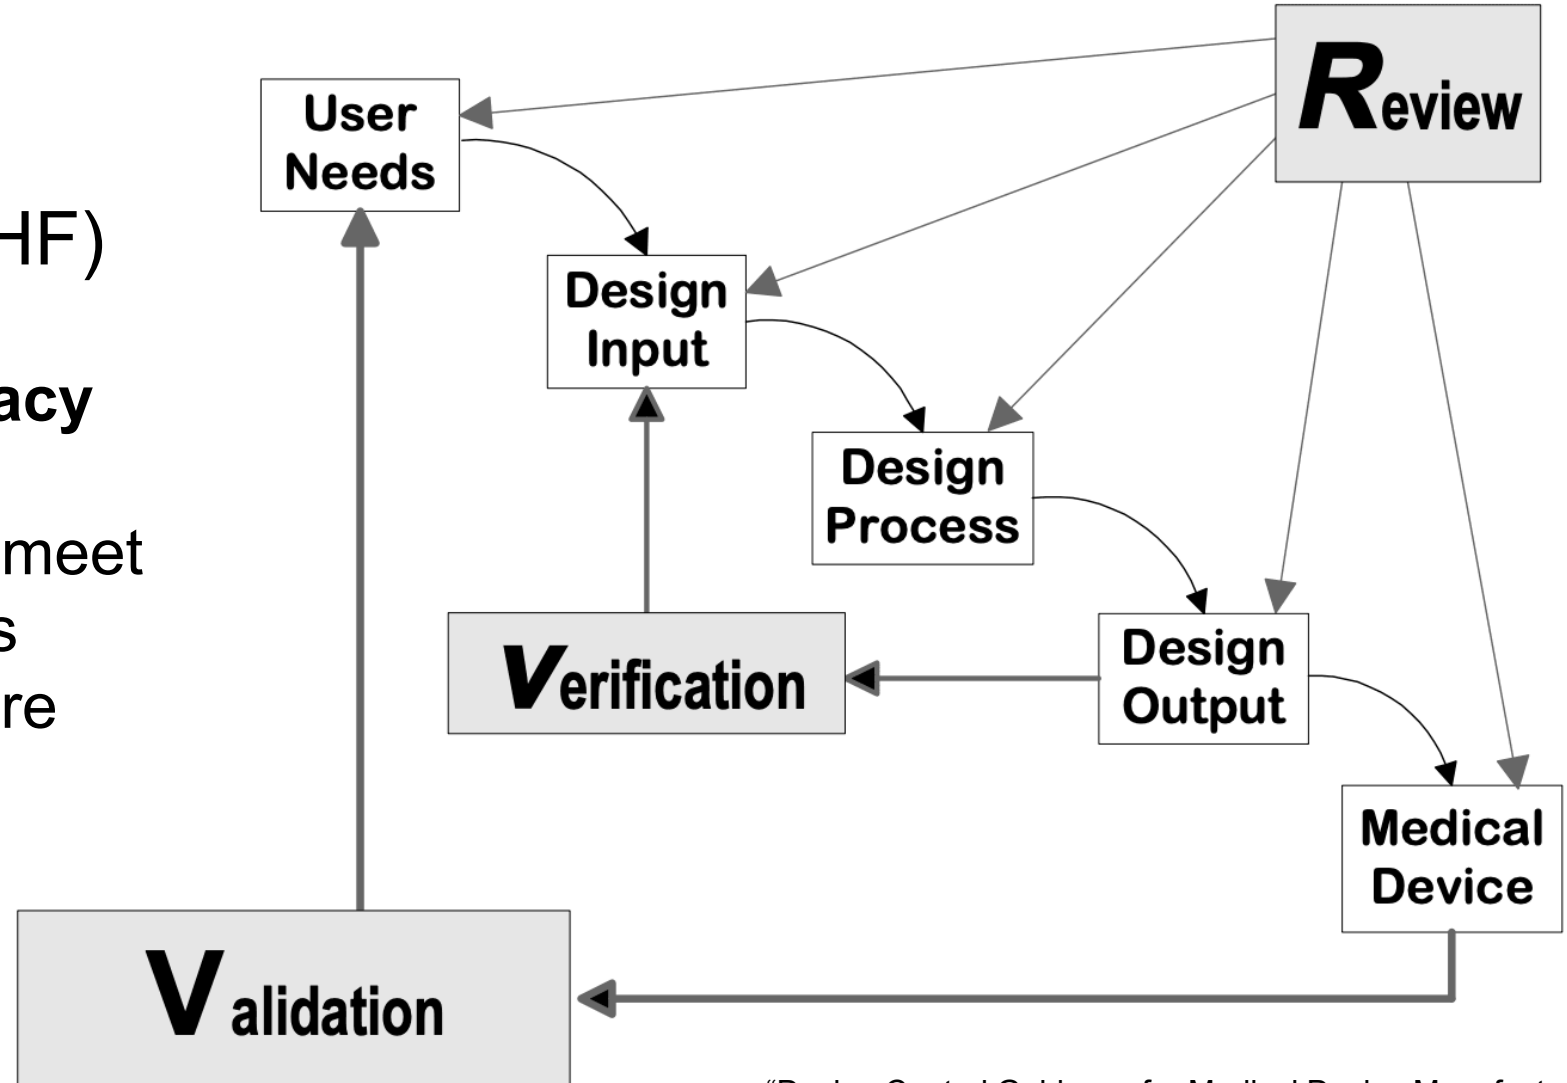 Review
User
Needs
HF)
Design
Input
acy
Design
Process
meet
s
Verification
Design
Output
re
Medical
Device
Validation